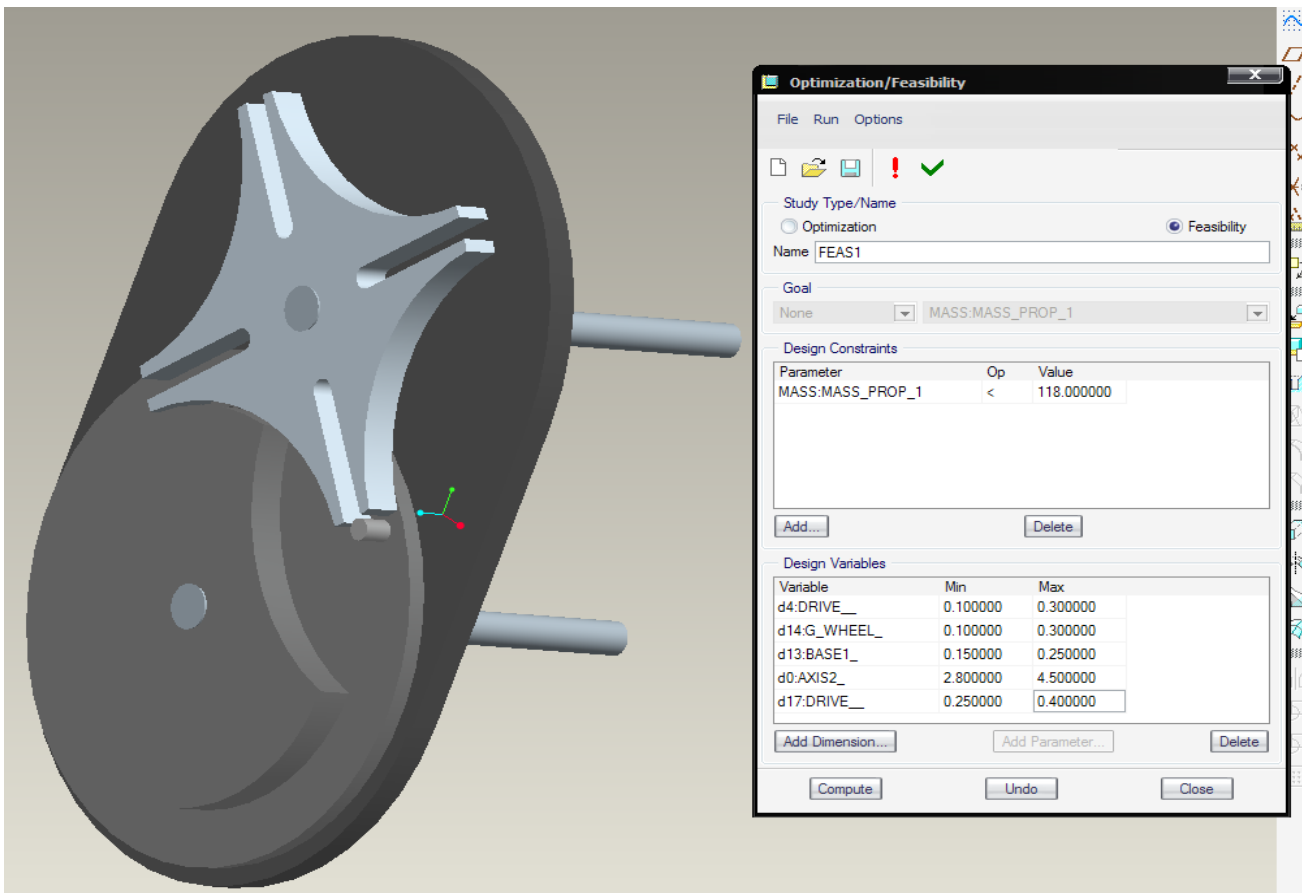 Optimization/Feasibility
X
File Run Options
Study Type/Name
Optimization Feasibility
Name FEAS1
Goal
None MASS:MASS_PROP_1
Design Constraints
Parameter Op Value
MASS:MASS_PROP_1 < 118.000000
Add... Delete
Design Variables
Variable Min Max
d4:DRIVE__ 0.100000 0.300000
d14:G_WHEEL_ 0.100000 0.300000
d13:BASE1_ 0.150000 0.250000
d0:AXIS2_ 2.800000 4.500000
d17:DRIVE__ 0.250000 0.400000
Add Dimension... Add Parameter... Delete
Compute Undo Close